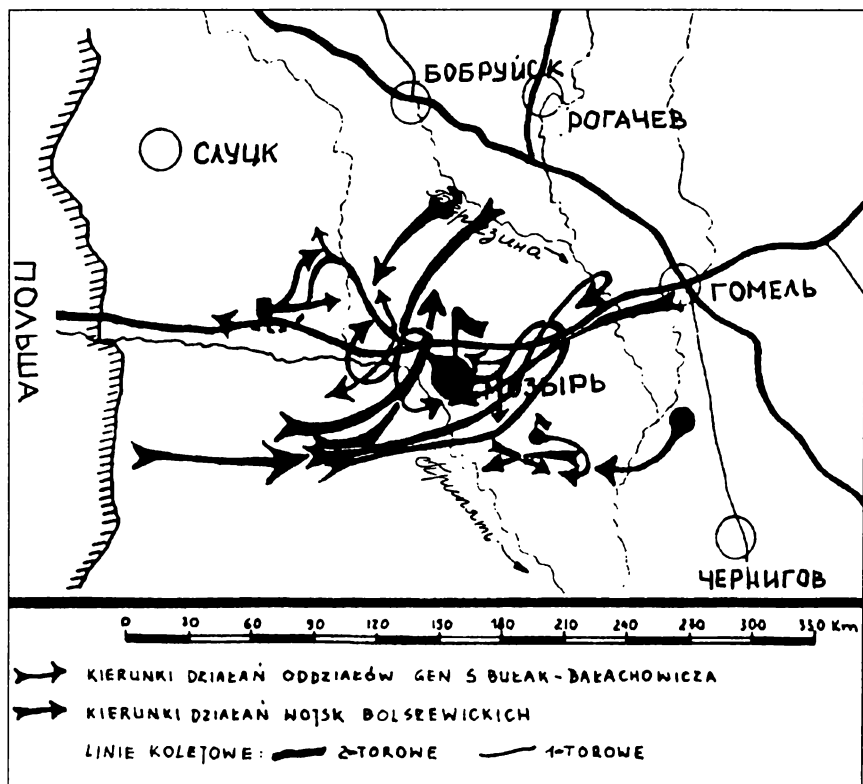 БОБРУЙСК
РОГАЧЕВ
СЛУЦК
Березина
ГОМЕЛЬ
ПОЛЬША
МОЗЫРЬ
Припять
ЧЕРНИГОВ
0 30 60 90 120 150 180 210 240 270 300 330 Km
KIERUNKI DZIAŁAŃ ODDZIAŁÓW GEN S BUŁAK-BAŁACHOWICZA
KIERUNKI DZIAŁAŃ WOJSK BOLSZEWICKICH
LINIE KOLEJOWE: 2-TOROWE 1-TOROWE